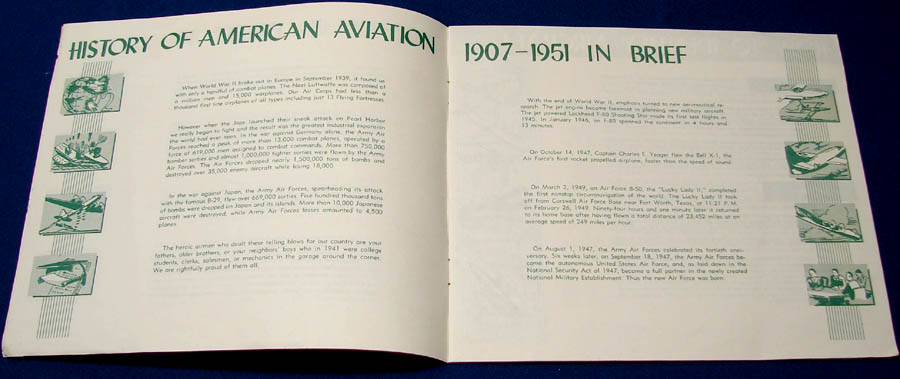 HISTORY OF AMERICAN AVIATION
When World War II broke out in Europe in September 1939, it found us
with only a handful of combat planes. The Nazi Luftwaffe was composed of
a million men and 15,000 warplanes. Our Air Corps had less than a
thousand first line airplanes of all types including just 13 Flying Fortresses.
However when the Japs launched their sneak attack on Pearl Harbor
we really began to fight and the result was the greatest industrial expansion
the world had ever seen. In the war against Germany alone, the Army Air
Forces reached a peak of more than 13,000 combat planes, operated by a
force of 619,000 men assigned to combat commands. More than 750,000
bomber sorties and almost 1,000,000 fighter sorties were flown by the Army
Air Forces. The Air Forces dropped nearly 1,500,000 tons of bombs and
destroyed over 35,000 enemy aircraft while losing 18,000.
In the war against Japan, the Army Air Forces, spearheading its attack
with the famous B-29, flew over 669,000 sorties. Five hundred thousand tons
of bombs were dropped on Japan and its islands. More than 10,000 Japanese
aircraft were destroyed, while Army Air Forces losses amounted to 4,500
planes.
The heroic airmen who dealt these telling blows for our country are your
fathers, older brothers, or your neighbors' boys who in 1941 were college
students, clerks, salesmen, or mechanics in the garage around the corner.
We are rightfully proud of them all.
1907-1951 IN BRIEF
With the end of World War II, emphasis turned to new aeronautical re-
search. The jet engine became foremost in planning new military aircraft.
The jet powered Lockheed F-80 Shooting Star made its first test flights in
1945. In January 1946, an F-80 spanned the continent in 4 hours and
13 minutes.
On October 14, 1947, Captain Charles E. Yeager flew the Bell X-1, the
Air Force's first rocket propelled airplane, faster than the speed of sound.
On March 2, 1949, an Air Force B-50, the "Lucky Lady II," completed
the first nonstop circumnavigation of the world. The Lucky Lady II took
off from Carswell Air Force Base near Fort Worth, Texas, at 11:21 P.M.
on February 26, 1949. Ninety-four hours and one minute later it returned
to its home base after having flown a total distance of 23,452 miles at an
average speed of 249 miles per hour.
On August 1, 1947, the Army Air Forces celebrated its fortieth anni-
versary. Six weeks later, on September 18, 1947, the Army Air Forces be-
came the autonomous United States Air Force, and, as laid down in the
National Security Act of 1947, became a full partner in the newly created
National Military Establishment. Thus the new American Air Force was born.